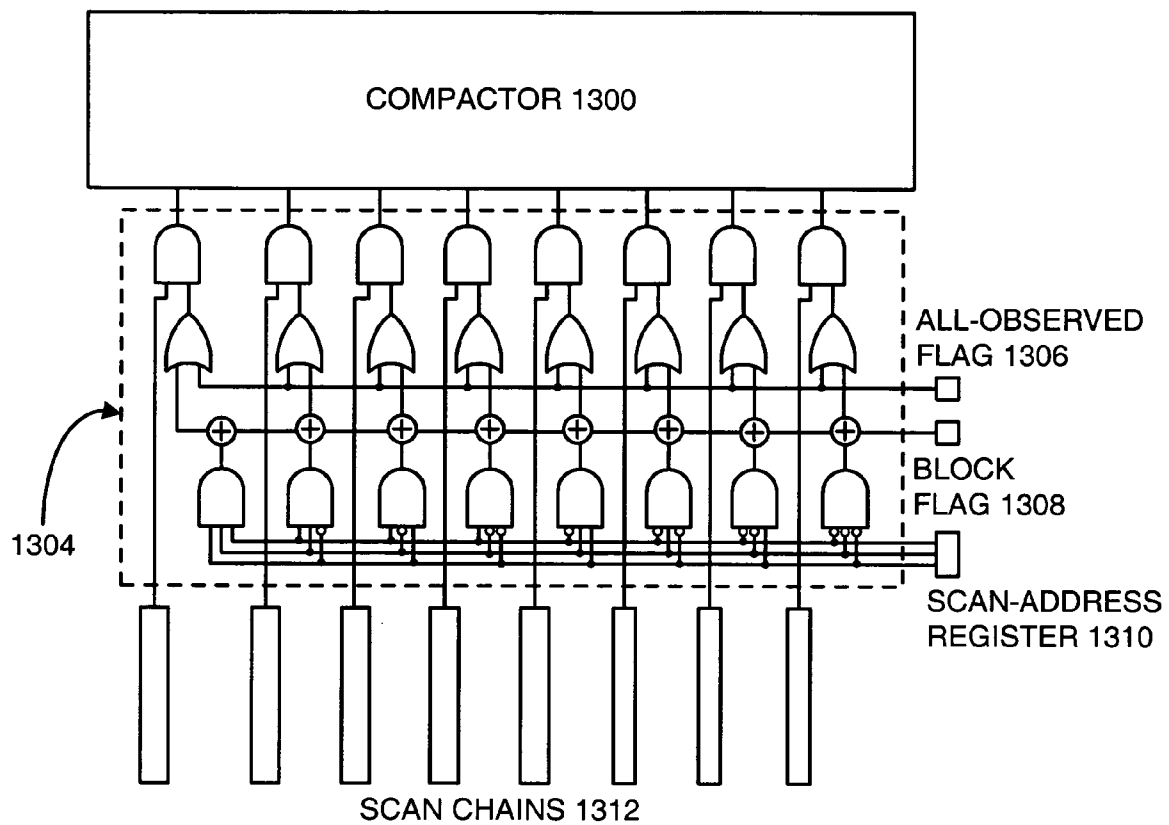 COMPACTOR 1300
ALL-OBSERVED
FLAG 1306
BLOCK
FLAG 1308
1304
SCAN-ADDRESS
REGISTER 1310
SCAN CHAINS 1312